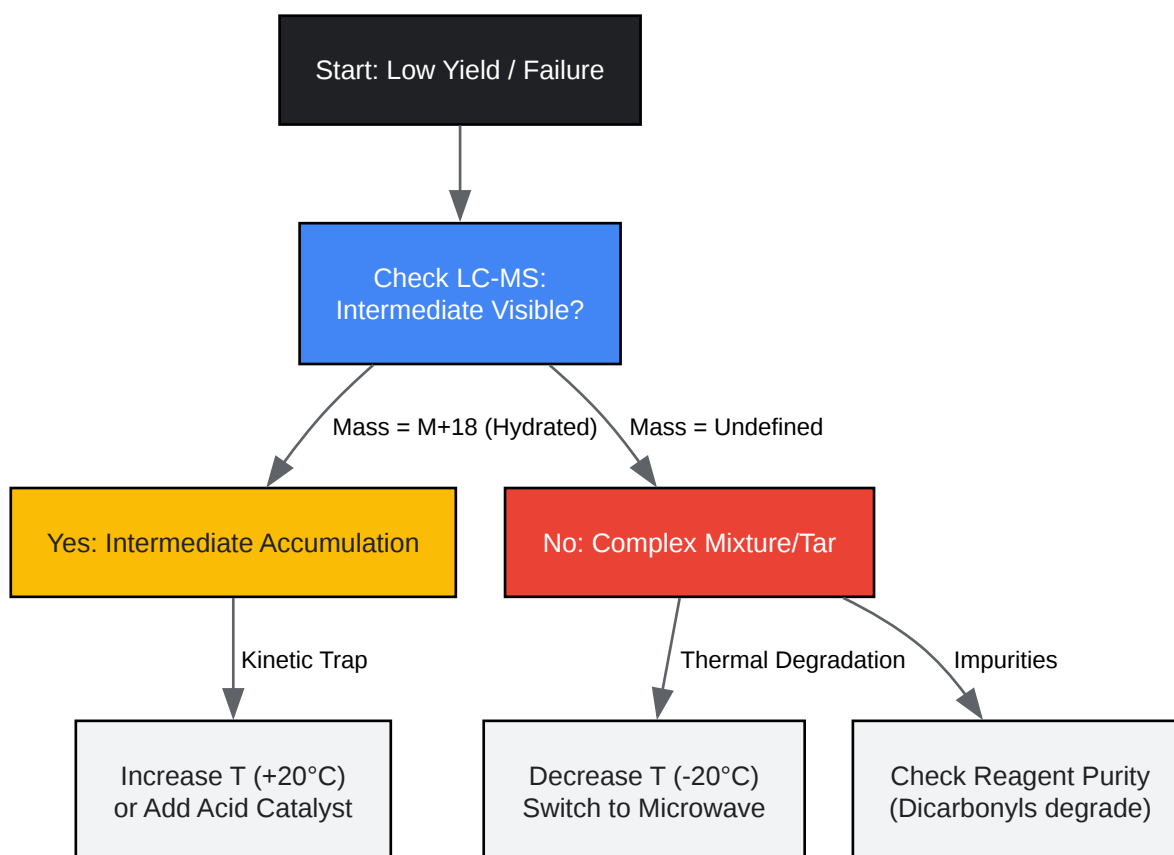 Start: Low Yield / Failure
Check LC-MS:
Intermediate Visible?
Mass = M+18 (Hydrated)
Mass = Undefined
Yes: Intermediate Accumulation
No: Complex Mixture/Tar
Kinetic Trap
Thermal Degradation
Impurities
Increase T (+20°C)
or Add Acid Catalyst
Decrease T (-20°C)
Switch to Microwave
Check Reagent Purity
(Dicarbonyls degrade)